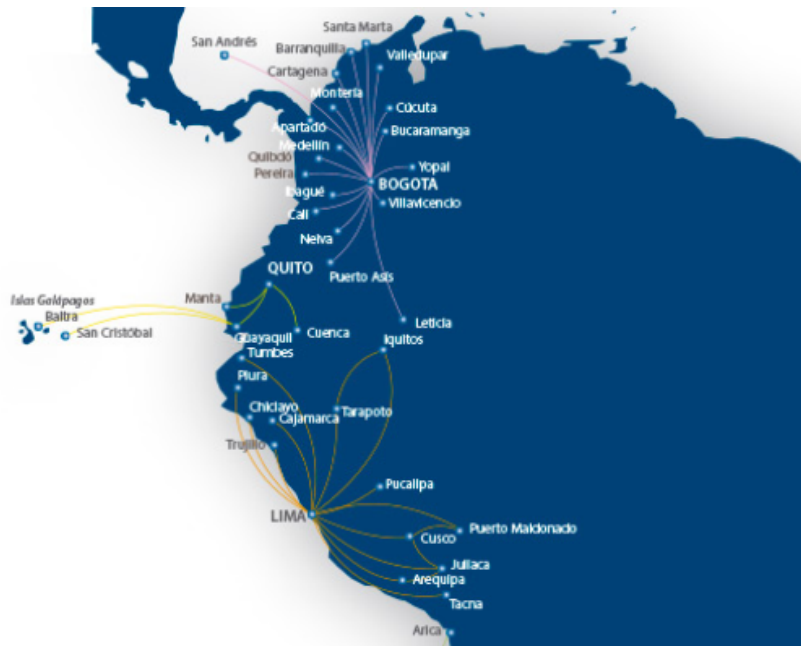 Santa Marta
San Andrés
Barranquilla
Valledupar
Cartagena
Montería
Cúcuta
Apartadó
Bucaramanga
Medellín
Quibdó
Yopal
Pereira
BOGOTA
Ibagué
Villavicencio
Cali
Neiva
QUITO
Puerto Asís
Islas Galápagos
Manta
Baltra
San Cristóbal
Guayaquil
Cuenca
Leticia
Iquitos
Tumbes
Piura
Chiclayo
Tarapoto
Cajamarca
Trujillo
Pucallpa
LIMA
Puerto Maldonado
Cusco
Juliaca
Arequipa
Tacna
Arica